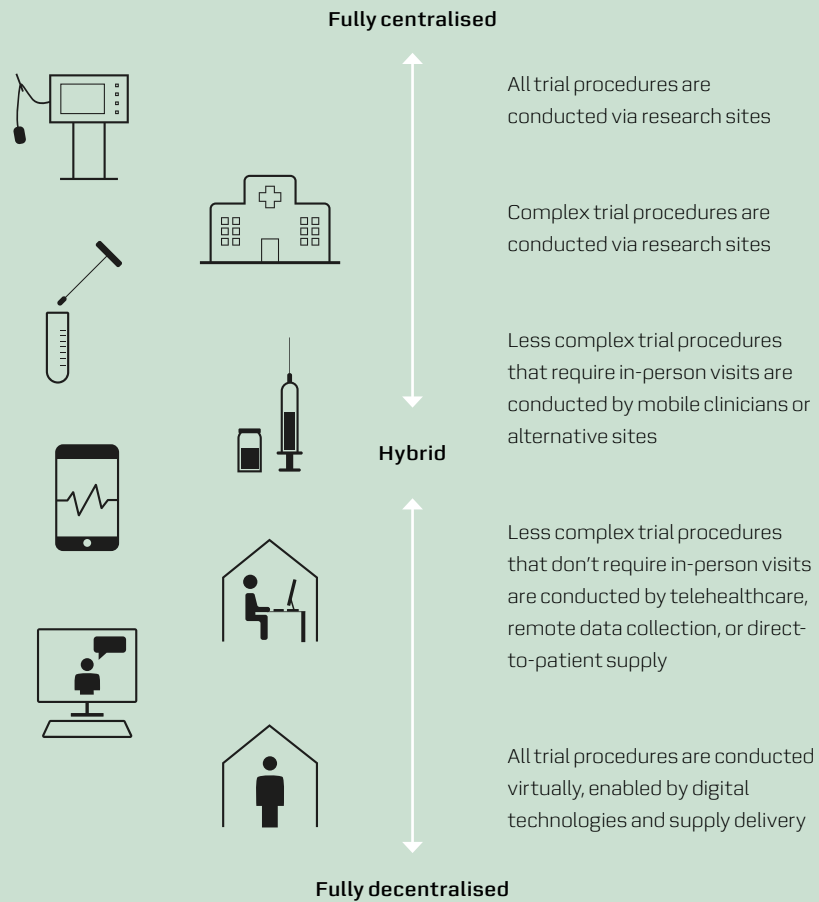 Fully centralised
All trial procedures are
conducted via research sites
Complex trial procedures are
conducted via research sites
Less complex trial procedures
that require in-person visits are
conducted by mobile clinicians or
alternative sites
Hybrid
Less complex trial procedures
that don't require in-person visits
are conducted by telehealthcare,
remote data collection, or direct-
to-patient supply
All trial procedures are conducted
virtually, enabled by digital
technologies and supply delivery
Fully decentralised